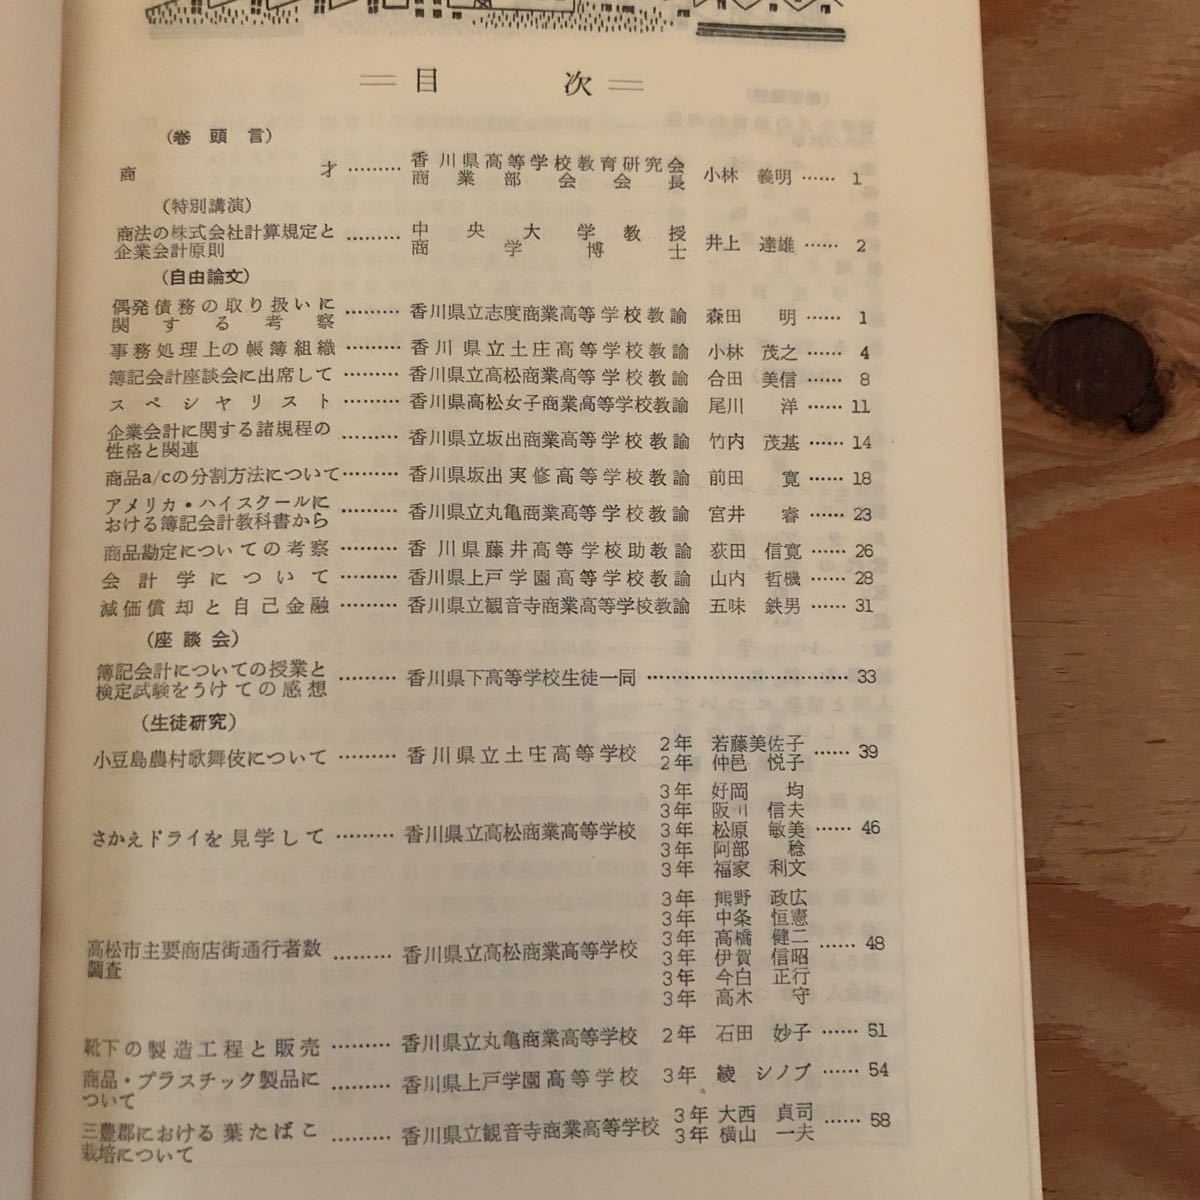 ＝目　次＝
（巻頭言）
商才………香川県高等学校教育研究会商業部会会長 小林 義明……1
（特別講演）
商法の株式会社計算規定と ……… 中央大学教授 井上 達雄……2
企業会計原則 商学博士
（自由論文）
偶発債務の取り扱いに ……… 香川県立志度商業高等学校教諭 森田 明……1
関する考察
事務処理上の帳簿組織………香川県立土庄高等学校教諭 小林 茂之……4
簿記会計座談会に出席して………香川県立高松商業高等学校教諭 合田 美信……8
スペシヤリスト………香川県高松女子商業高等学校教諭 尾川 洋……11
企業会計に関する諸規程の ……… 香川県立坂出商業高等学校教諭 竹内 茂基……14
性格と関連
商品a/cの分割方法について………香川県坂出実修高等学校教諭 前田 寛……18
アメリカ・ハイスクールに ……… 香川県立丸亀商業高等学校教諭 宮井 睿……23
おける簿記会計教科書から
商品勘定についての考察………香川県藤井高等学校助教諭 荻田 信寛……26
会計学について………香川県上戸学園高等学校教諭 山内 哲機……28
減価償却と自己金融………香川県立観音寺商業高等学校教諭 五味 鉄男……31
（座談会）
簿記会計についての授業と ……… 香川県下高等学校生徒一同 ………… 33
検定試験をうけての感想
（生徒研究）
小豆島農村歌舞伎について………香川県立土庄高等学校 2年 若藤美佐子……39
2年 仲邑 悦子
さかえドライを見学して………香川県立高松商業高等学校 3年 好岡 均
3年 阪川 信夫
3年 松原 敏美……46
3年 阿部 稔
3年 福家 利文
高松市主要商店街通行者数調査………香川県立高松商業高等学校 3年 熊野 政広
3年 中条 恒憲
3年 高橋 健二……48
3年 伊賀 信昭
3年 今白 正行
3年 高木 守
靴下の製造工程と販売………香川県立丸亀商業高等学校 2年 石田 妙子……51
商品・プラスチック製品に ……… 香川県上戸学園高等学校 3年 綾 シノブ……54
ついて
三豊郡における葉たばこ ……… 香川県立観音寺商業高等学校 3年 大西 貞司……58
栽培について 3年 横山 一夫